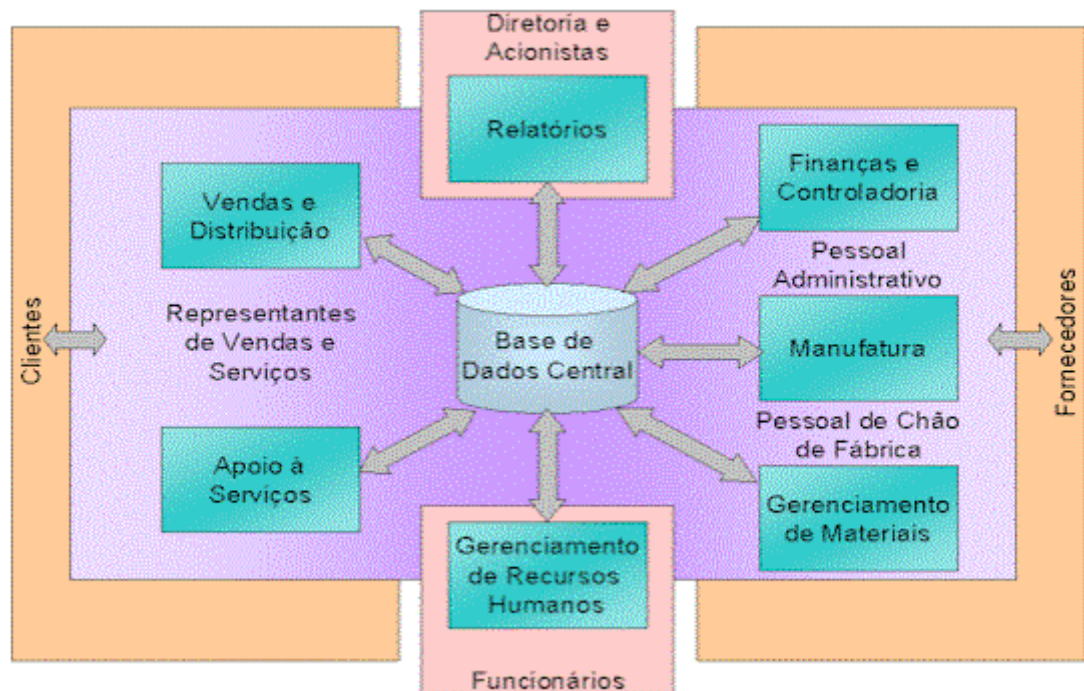 Diretoria e
Acionistas
Relatórios
Vendas e
Distribuição
Finanças e
Controladoria
Pessoal
Administrativo
Clientes
Representantes
de Vendas e
Serviços
Base de
Dados Central
Manufatura
Fornecedores
Pessoal de Chão
de Fábrica
Apoio à
Serviços
Gerenciamento
de Recursos
Humanos
Gerenciamento
de Materiais
Funcionários